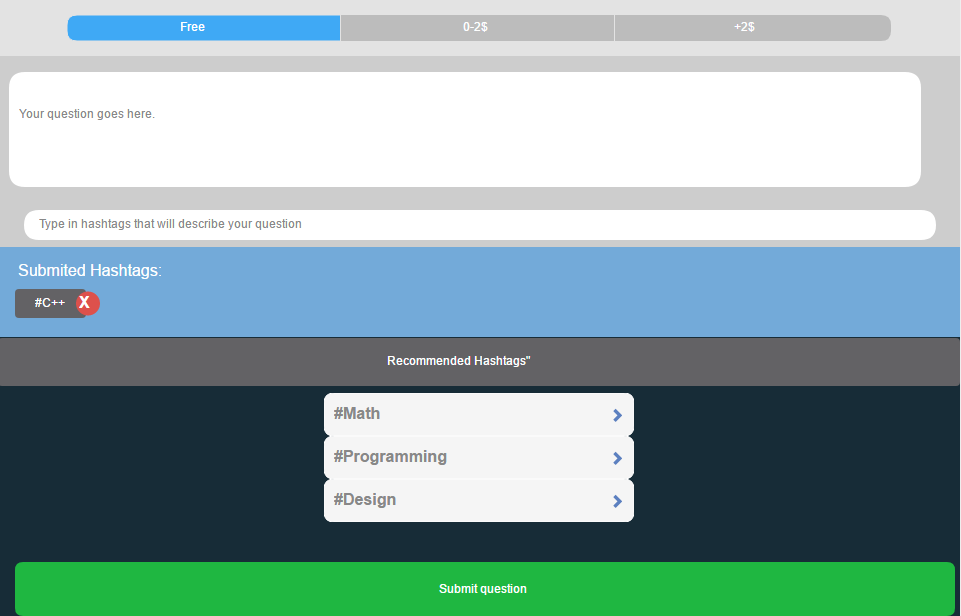 Free 0-2$ +2$
Your question goes here.
Type in hashtags that will describe your question
Submited Hashtags:
#C++ X
Recommended Hashtags"
#Math
#Programming
#Design
Submit question